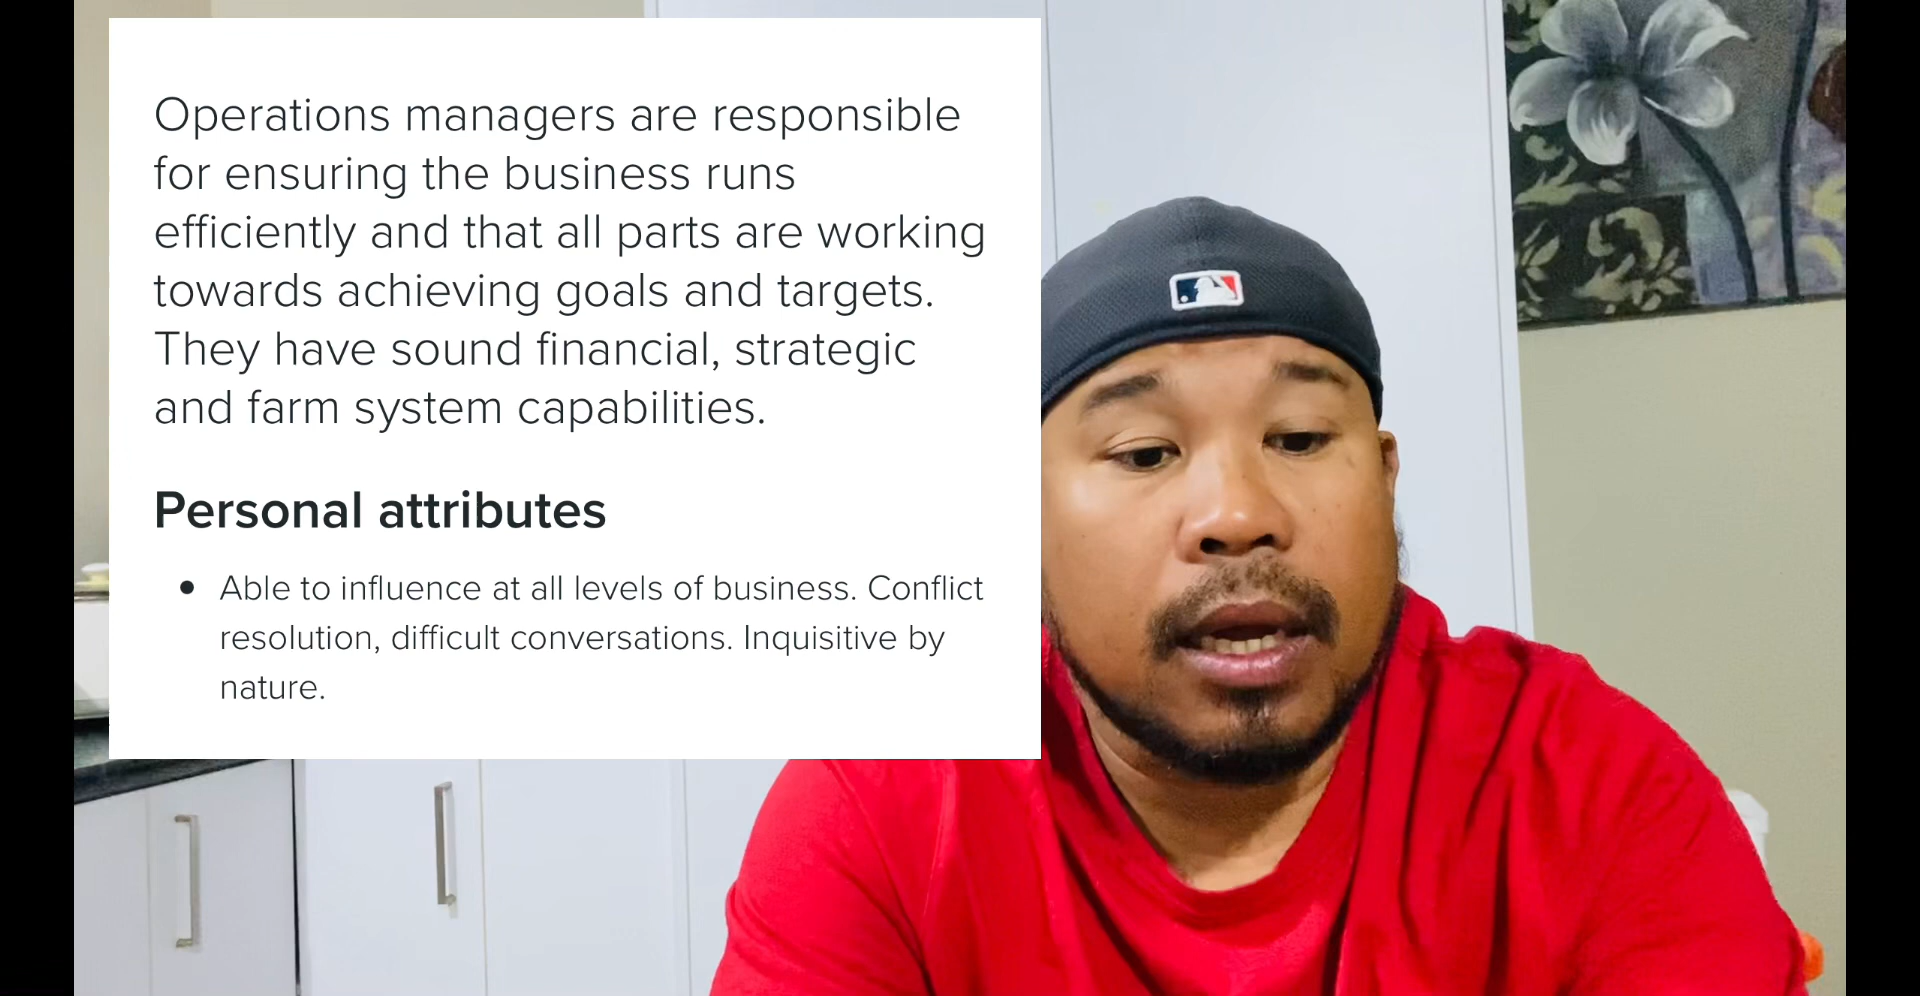 Operations managers are responsible
for ensuring the business runs
efficiently and that all parts are working
towards achieving goals and targets.
They have sound financial, strategic
and farm system capabilities.
Personal attributes
• Able to influence at all levels of business. Conflict
resolution, difficult conversations. Inquisitive by
nature.